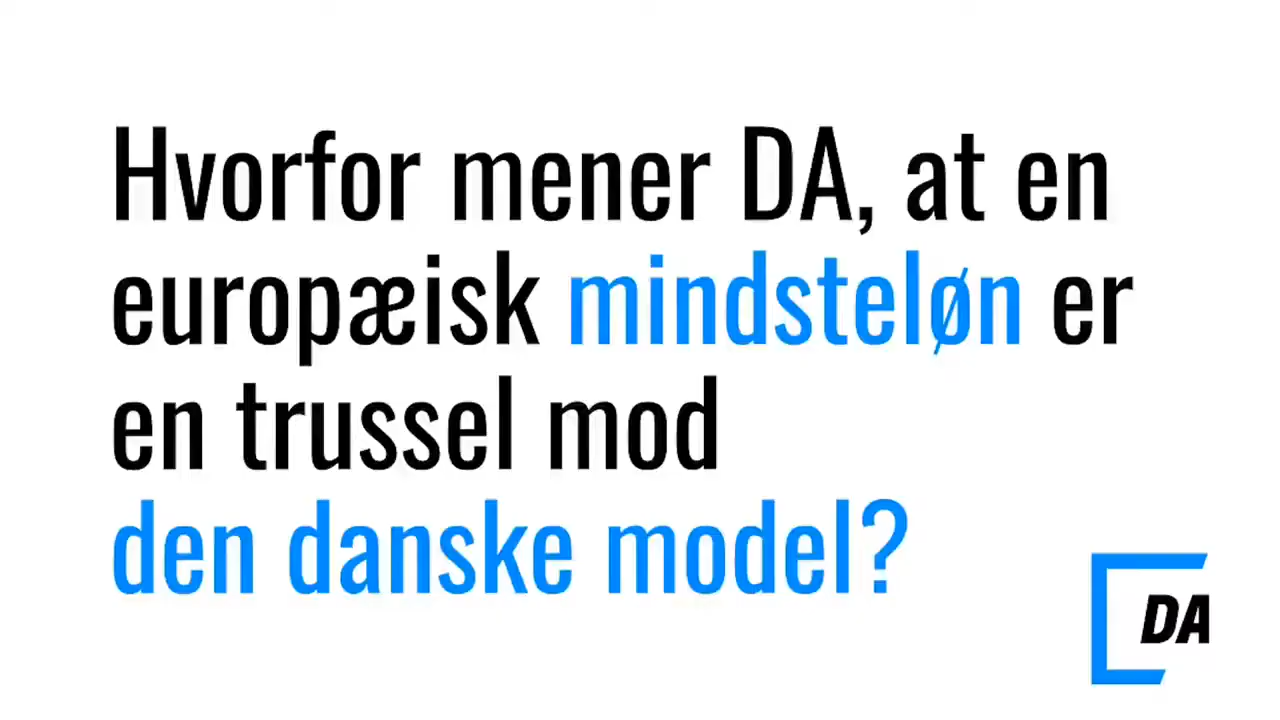 Hvorfor mener DA, at en
europæisk mindsteløn er
en trussel mod
den danske model?
DA